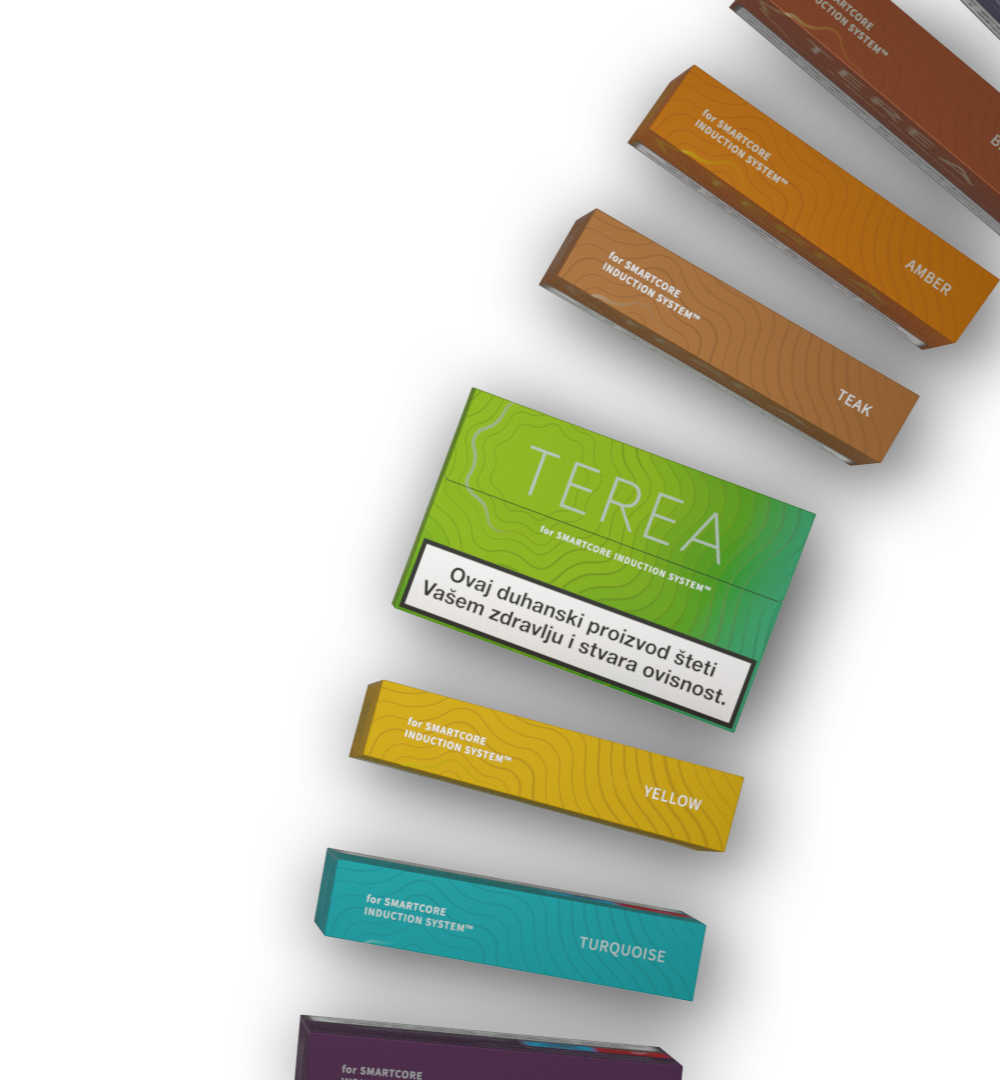 SMARTCORE
INDUCTION SYSTEM™
TEREA
for SMARTCORE
INDUCTION SYSTEM™
AMBER
for SMARTCORE
INDUCTION SYSTEM™
TEAK
TEREA
for SMARTCORE INDUCTION SYSTEM™
Ovaj duhanski proizvod šteti
Vašem zdravlju i stvara ovisnost.
for SMARTCORE
INDUCTION SYSTEM™
YELLOW
for SMARTCORE
INDUCTION SYSTEM™
TURQUOISE
for SMARTCORE